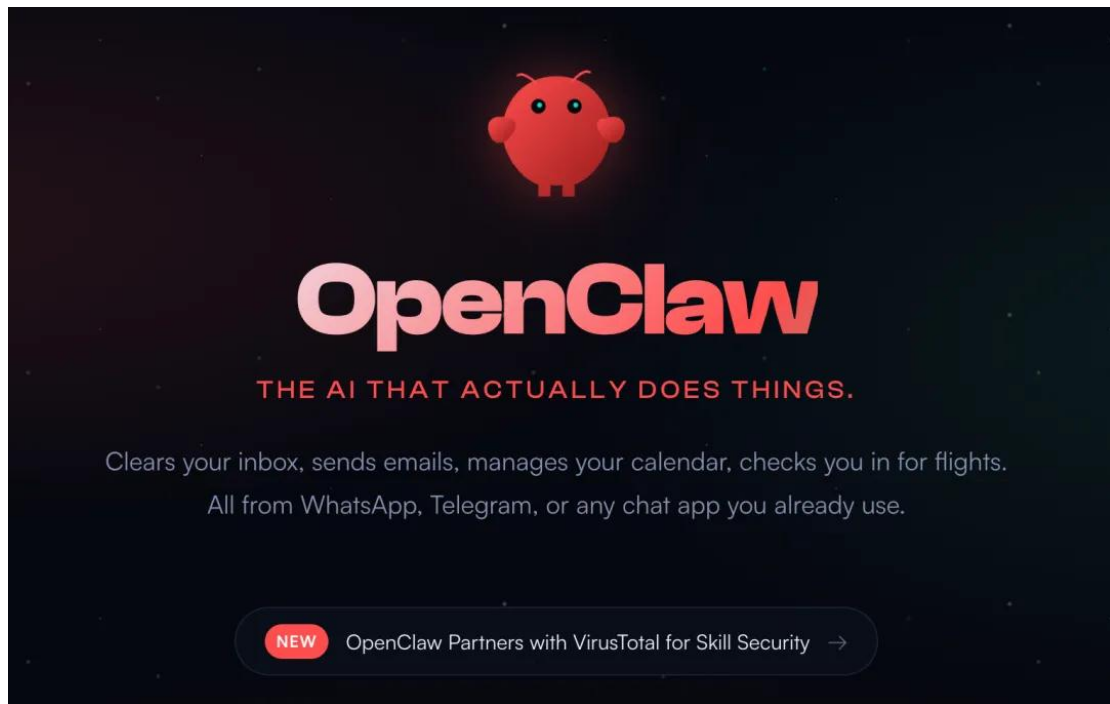 OpenClaw
THE AI THAT ACTUALLY DOES THINGS.
Clears your inbox, sends emails, manages your calendar, checks you in for flights.
All from WhatsApp, Telegram, or any chat app you already use.
NEW OpenClaw Partners with VirusTotal for Skill Security →